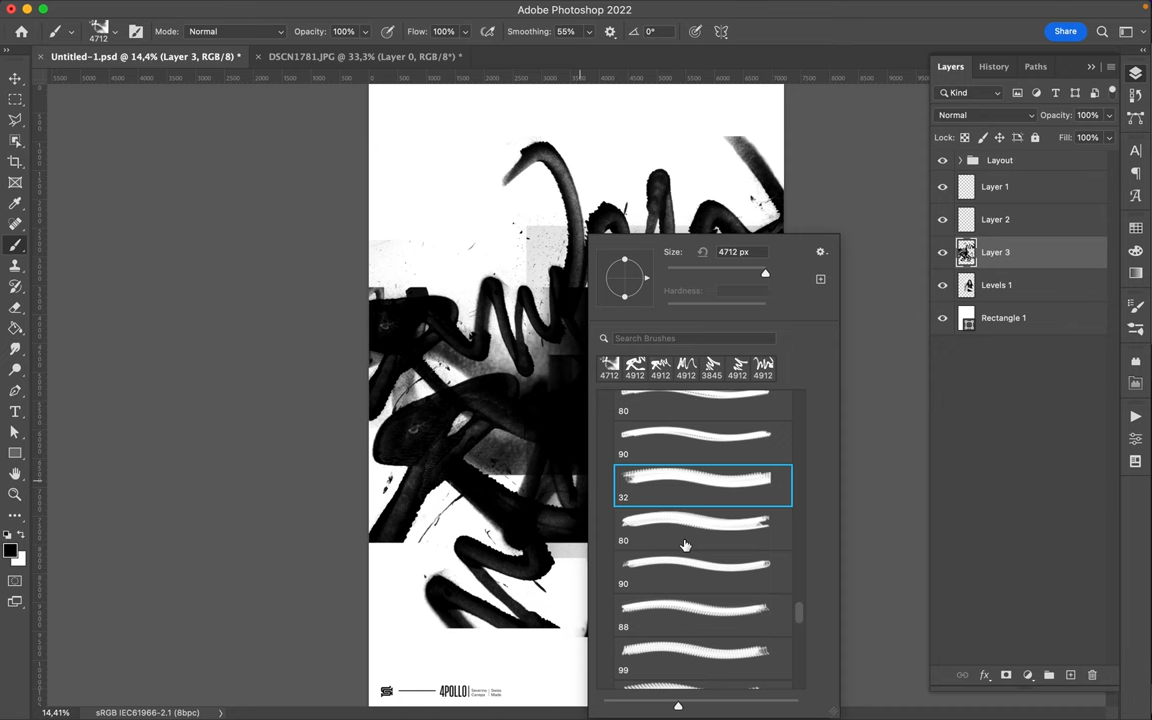 Adobe Photoshop 2022
4712
Mode: Normal
Opacity: 100%
Flow: 100%
Smoothing: 55%
0°
Share
Untitled-1.psd @ 14,4% (Layer 3, RGB/8) *
DSCN1781.JPG @ 33,3% (Layer 0, RGB/8*) *
Layers
History
Paths
Kind
Normal
Opacity: 100%
Lock:
Fill: 100%
Layout
Layer 1
Layer 2
Layer 3
Levels 1
Rectangle 1
Size:
4712 px
Hardness:
Search Brushes
4712 4912 4912 4912 3845 4912 4912
80
90
32
80
90
88
99
4POLLO
14,41%
sRGB IEC61966-2.1 (8bpc)